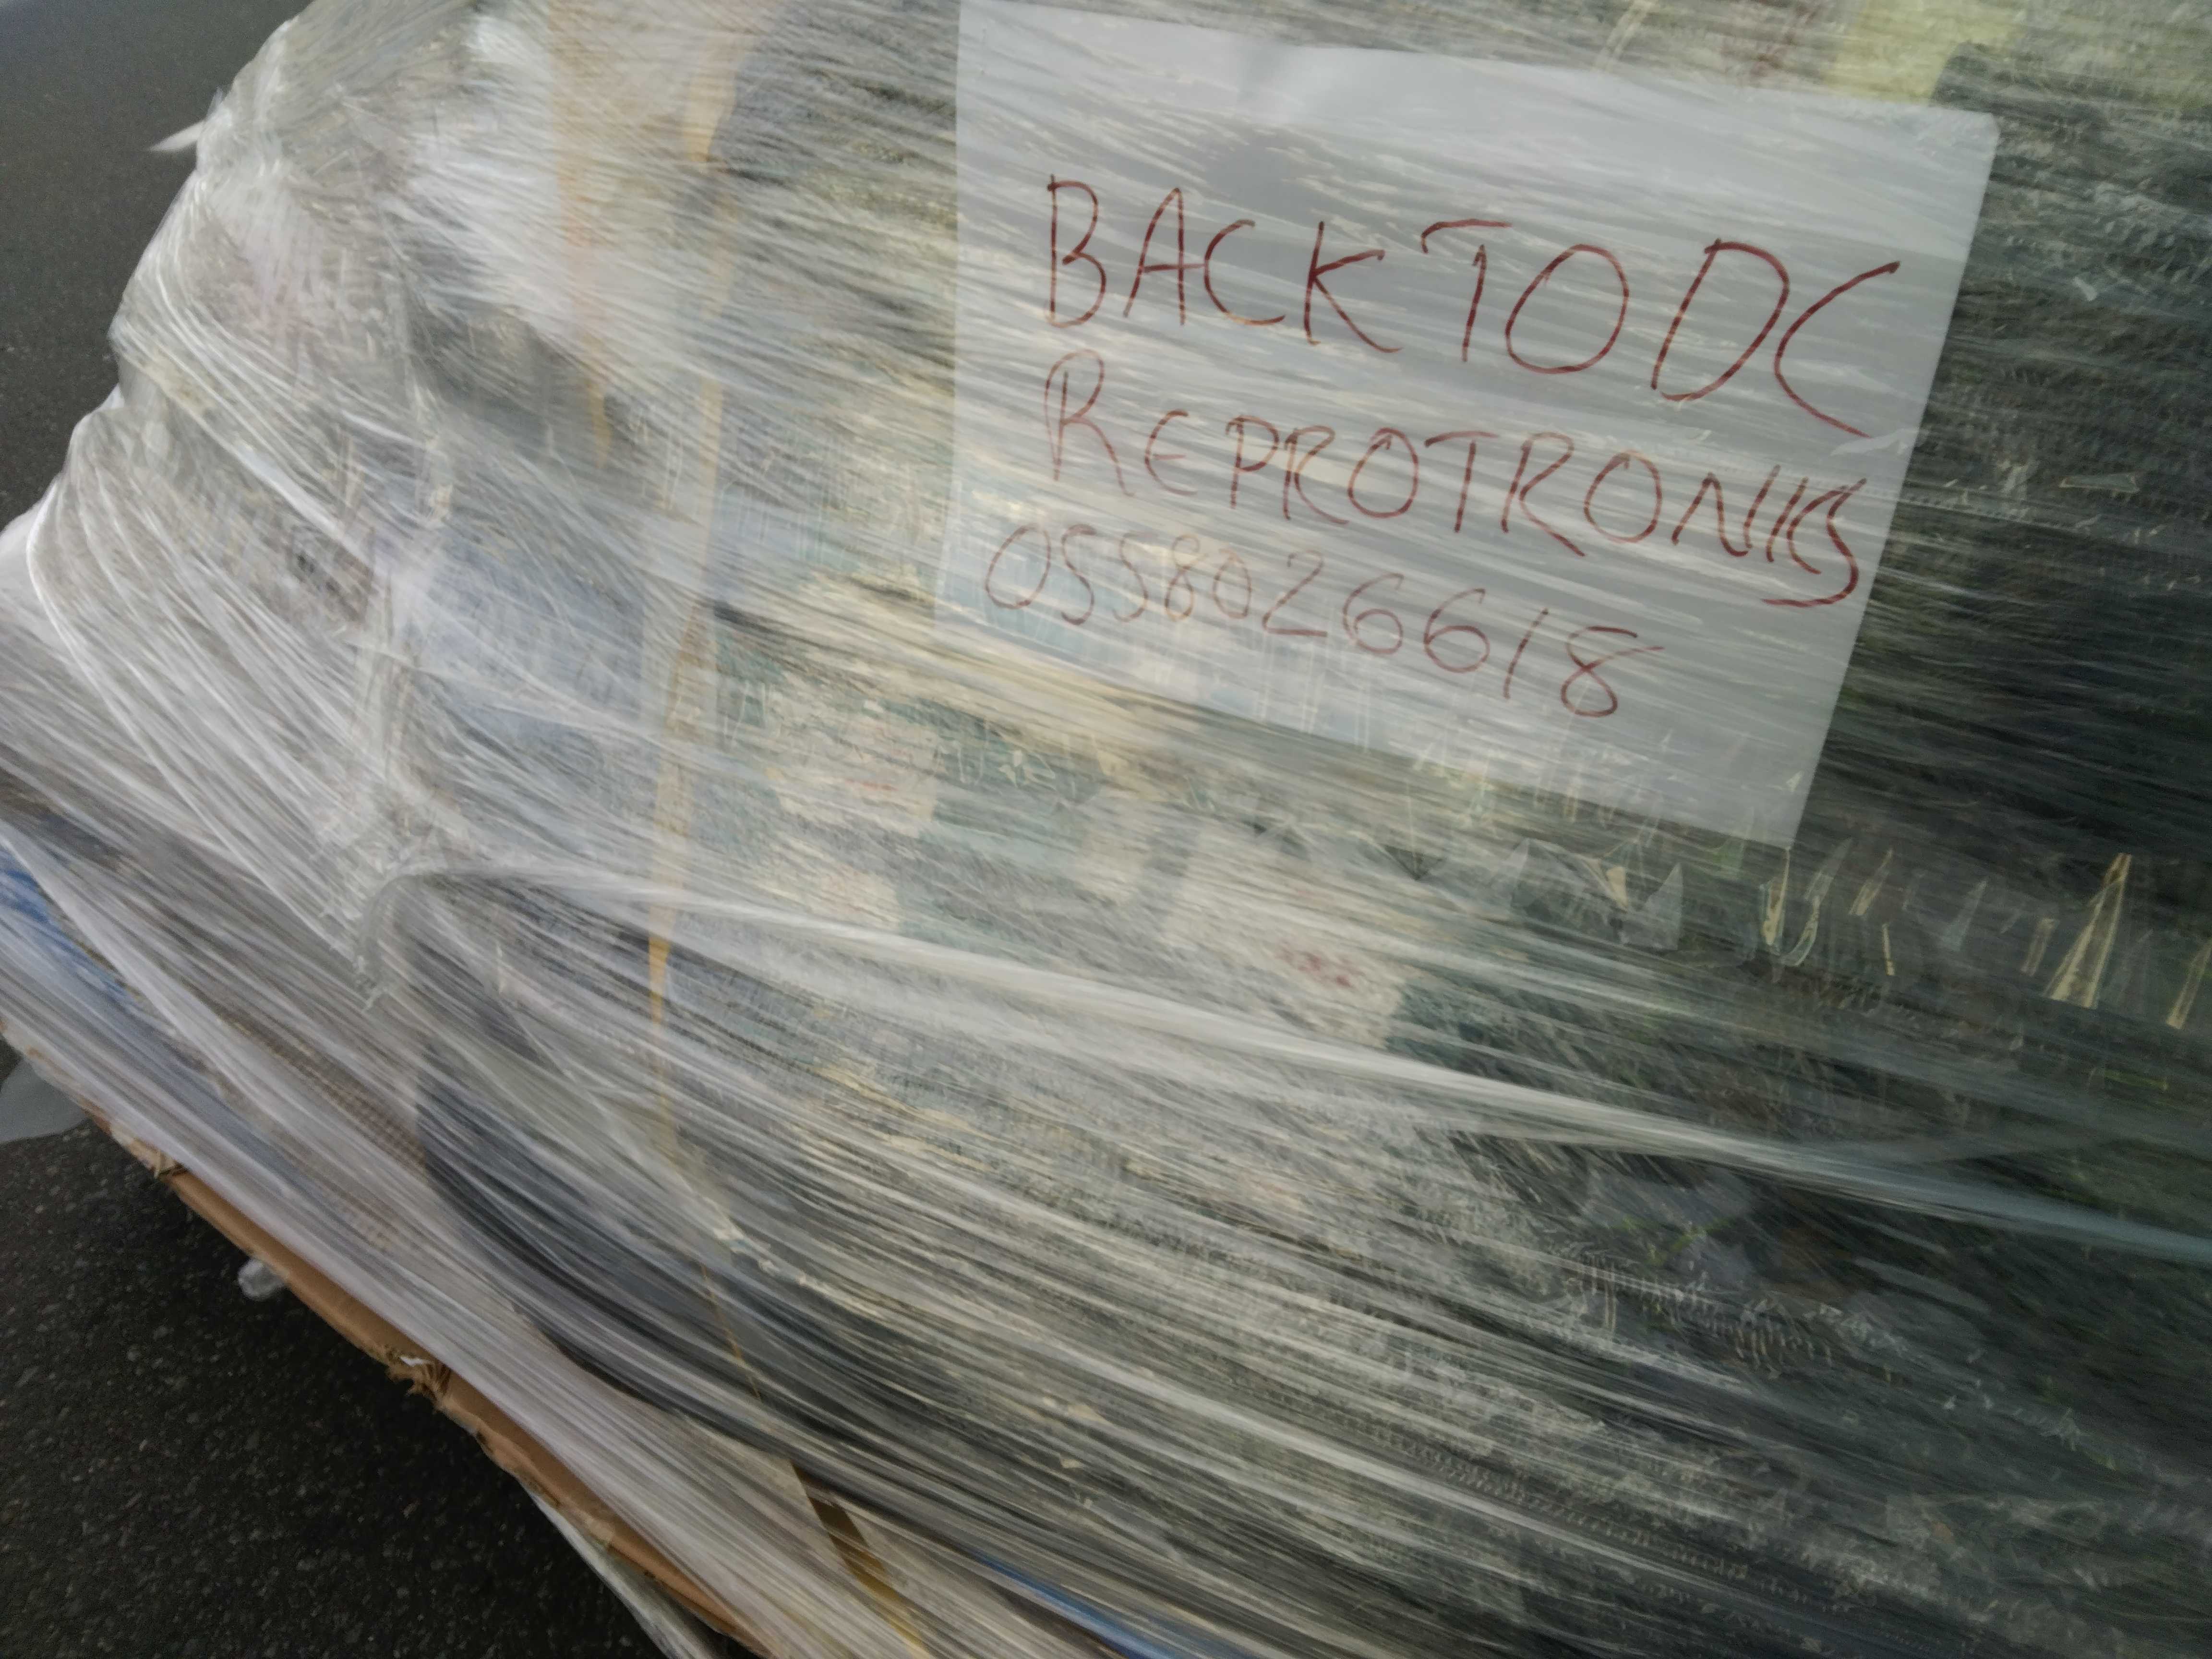 BACK TO DC
REPROTRONICS
0558026618